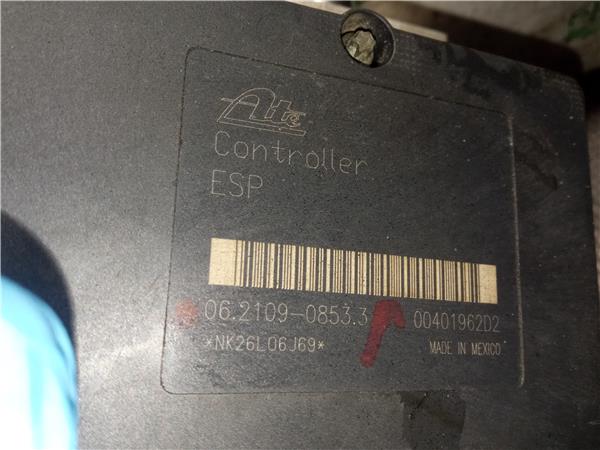 Ate
Controller
ESP
06.2109-0853.3 00401962D2
*NK26L06J69* MADE IN MEXICO